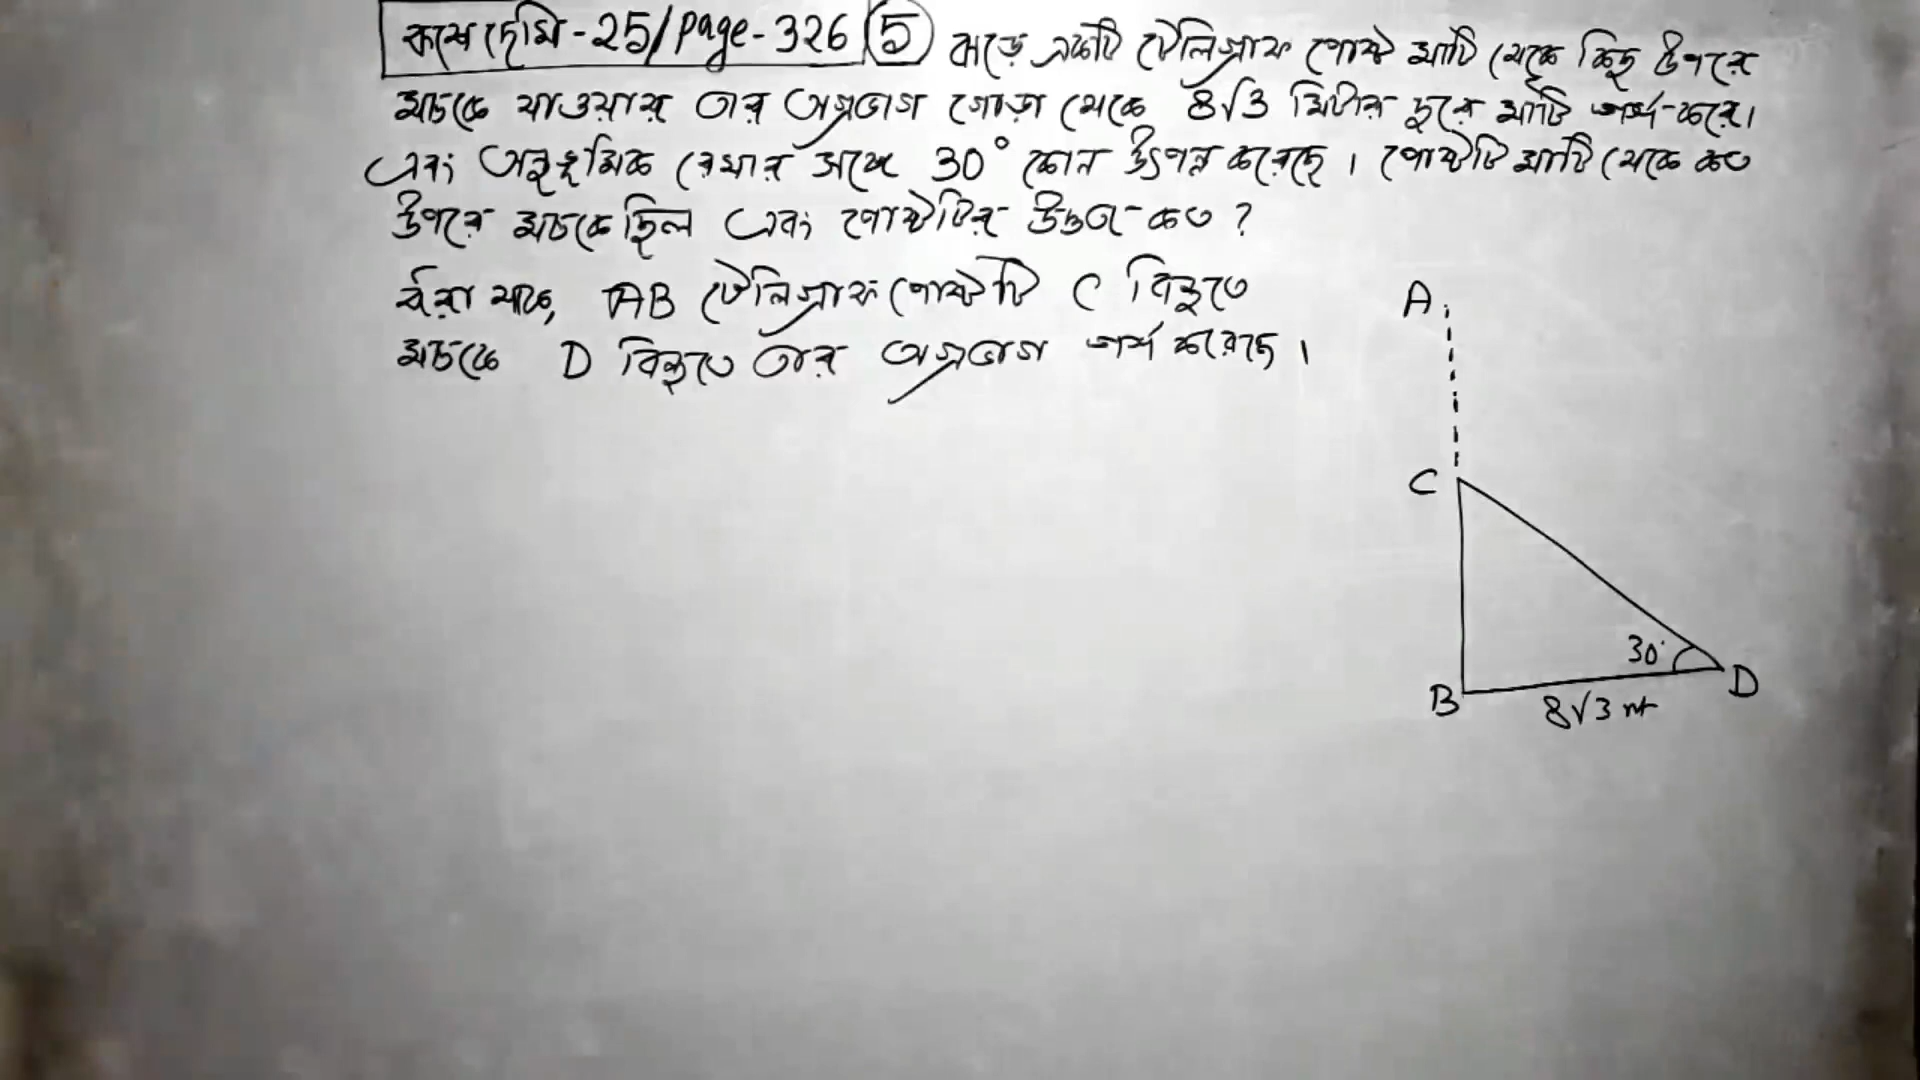 কষে দেখি-25/Page-326 (5) ঝড়ে একটি টেলিগ্রাফ পোষ্ট মাটি থেকে কিছু উপরে
মচকে যাওয়ায় তার অগ্রভাগ গোড়া থেকে 8√3 মিটার দূরে মাটি স্পর্শ করে।
এবং অনুভূমিক রেখার সঙ্গে 30° কোন উৎপন্ন করেছে। পোষ্টটি মাটি থেকে কত
উপরে মচকেছিল এবং পোষ্টটির উচ্চতা কত?
ধরা যাক, AB টেলিগ্রাফ পোষ্টটি C বিন্দুতে
মচকে D বিন্দুতে তার অগ্রভাগ স্পর্শ করেছে।
A
C
30°
B
D
8√3 মি